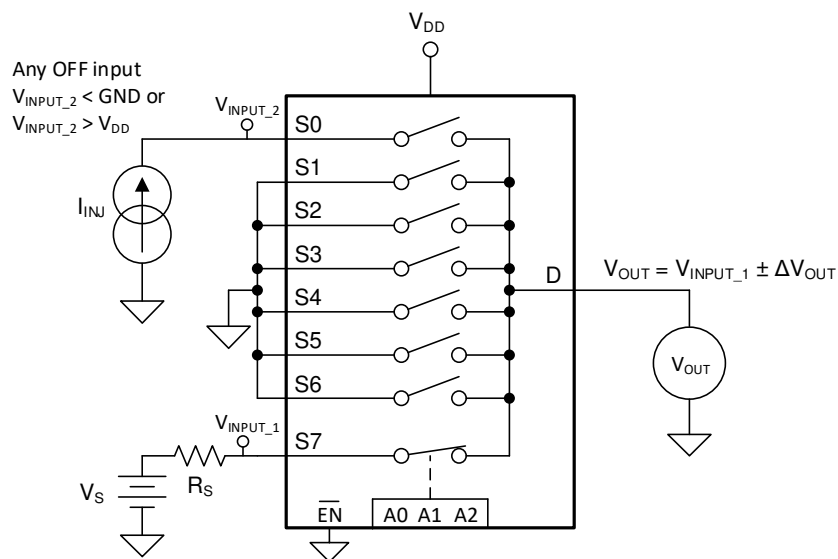 V_DD
Any OFF input
V_INPUT_2 < GND or
V_INPUT_2 > V_DD
V_INPUT_2
S0
S1
I_INJ
S2
S3
D
V_OUT = V_INPUT_1 ± ΔV_OUT
S4
S5
V_OUT
S6
V_INPUT_1
S7
V_S
R_S
E̅N̅
A0 A1 A2